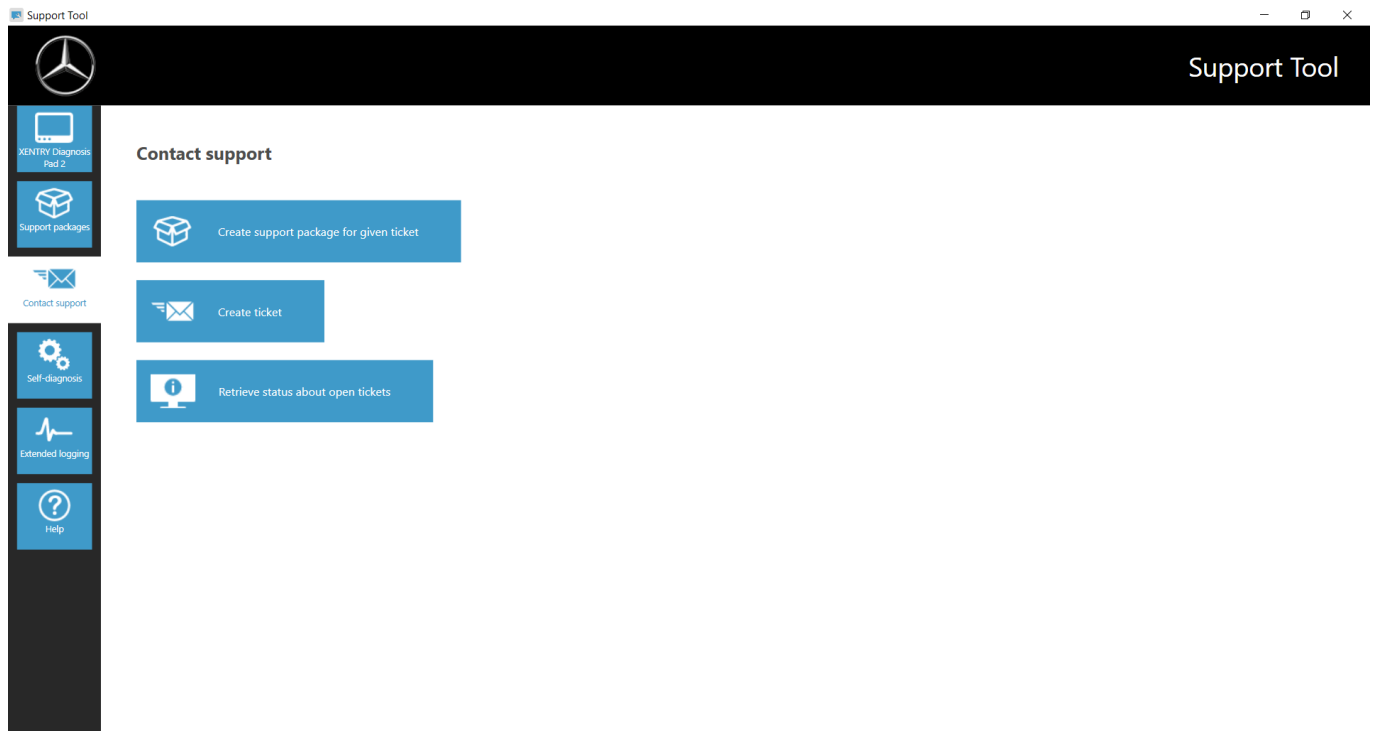 Support Tool
Support Tool
XENTRY Diagnosis
Pad 2
Support packages
Contact support
Self-diagnosis
Extended logging
Help
Contact support
Create support package for given ticket
Create ticket
Retrieve status about open tickets